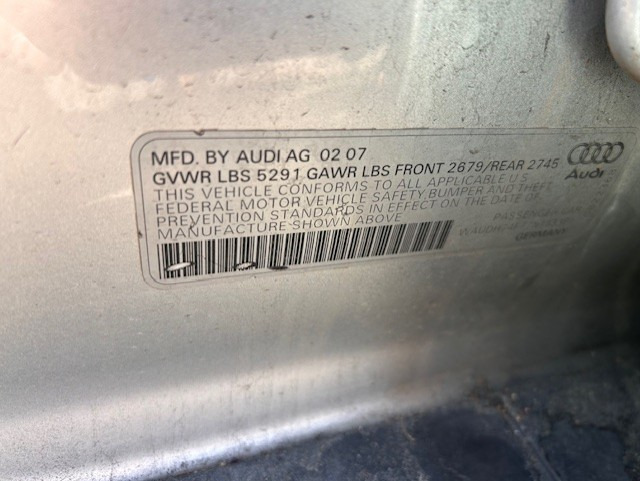 MFD. BY AUDI AG 02 07
GVWR LBS 5291 GAWR LBS FRONT 2679/REAR 2745
THIS VEHICLE CONFORMS TO ALL APPLICABLE U.S.
FEDERAL MOTOR VEHICLE SAFETY BUMPER AND THEFT
PREVENTION STANDARDS IN EFFECT ON THE DATE OF
MANUFACTURE SHOWN ABOVE
Audi
PASSENGER
GERMANY